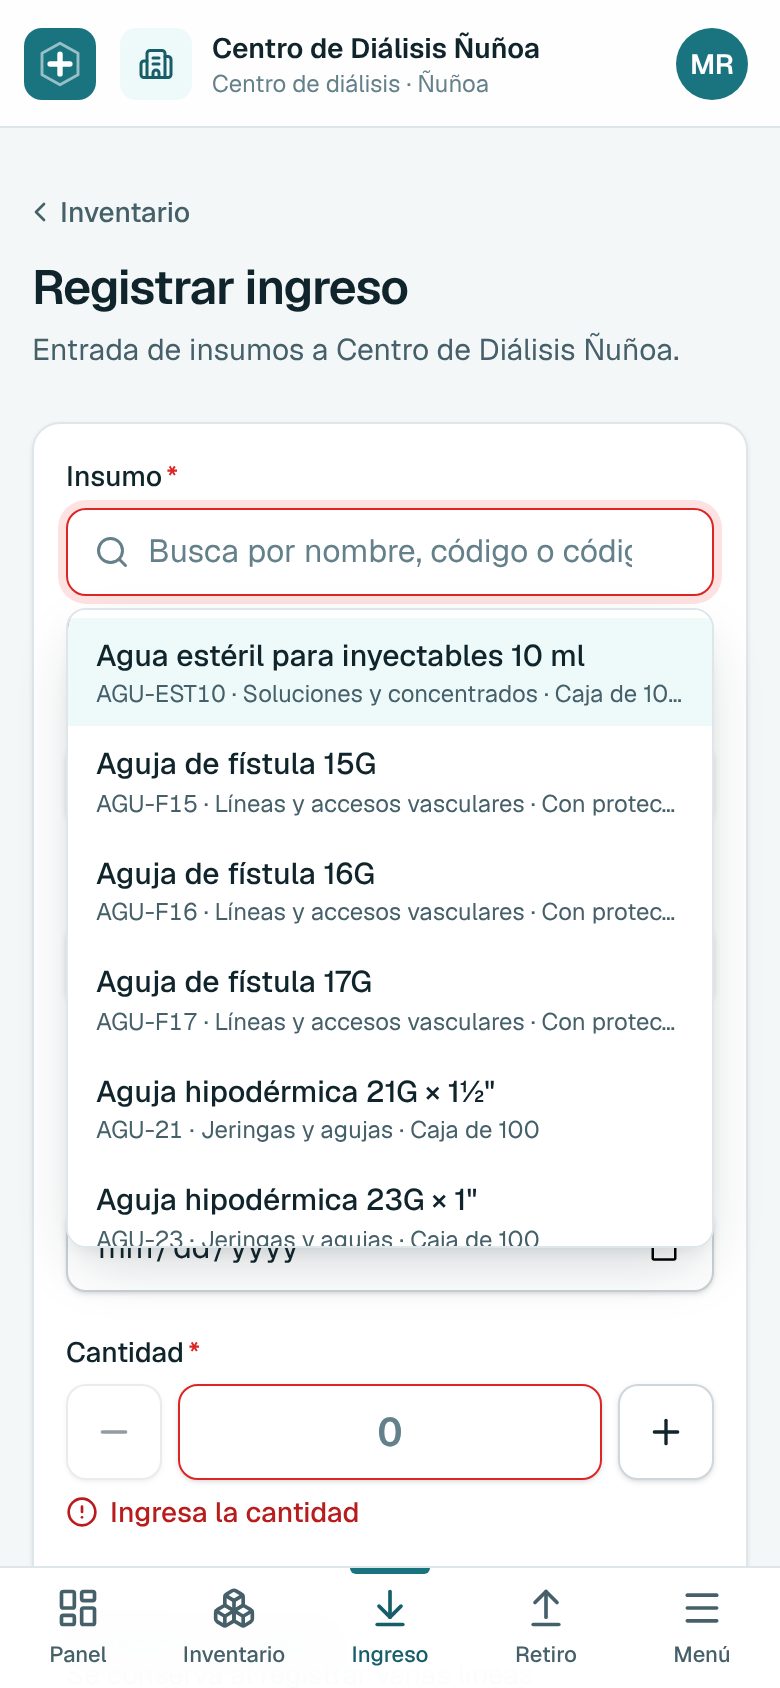 Centro de Diálisis Ñuñoa
Centro de diálisis · Ñuñoa
MR
Inventario
Registrar ingreso
Entrada de insumos a Centro de Diálisis Ñuñoa.
Insumo *
Busca por nombre, código o códig
Agua estéril para inyectables 10 ml
AGU-EST10 · Soluciones y concentrados · Caja de 10...
Aguja de fístula 15G
AGU-F15 · Líneas y accesos vasculares · Con protec...
Aguja de fístula 16G
AGU-F16 · Líneas y accesos vasculares · Con protec...
Aguja de fístula 17G
AGU-F17 · Líneas y accesos vasculares · Con protec...
Aguja hipodérmica 21G × 1½"
AGU-21 · Jeringas y agujas · Caja de 100
Aguja hipodérmica 23G × 1"
AGU-23 · Jeringas y agujas · Caja de 100
mm/dd/yyyy
Cantidad *
0
Ingresa la cantidad
Panel
Inventario
Ingreso
Retiro
Menú